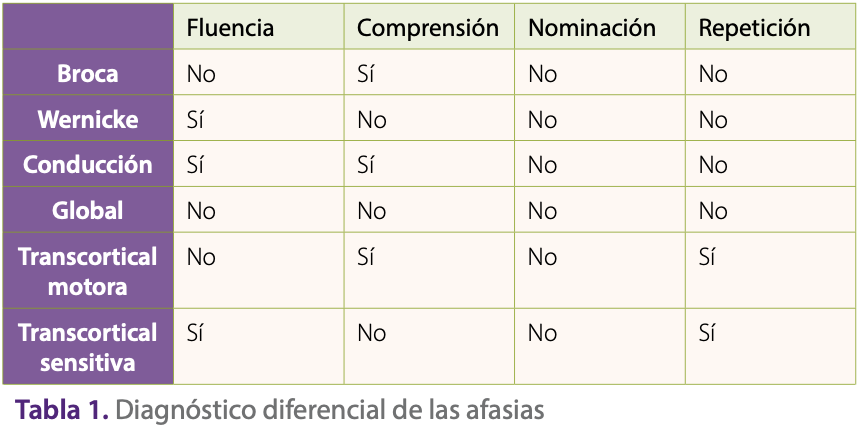 Fluencia Comprensión Nominación Repetición
Broca No Sí No No
Wernicke Sí No No No
Conducción Sí Sí No No
Global No No No No
Transcortical No Sí No Sí
motora
Transcortical Sí No No Sí
sensitiva
Tabla 1. Diagnóstico diferencial de las afasias